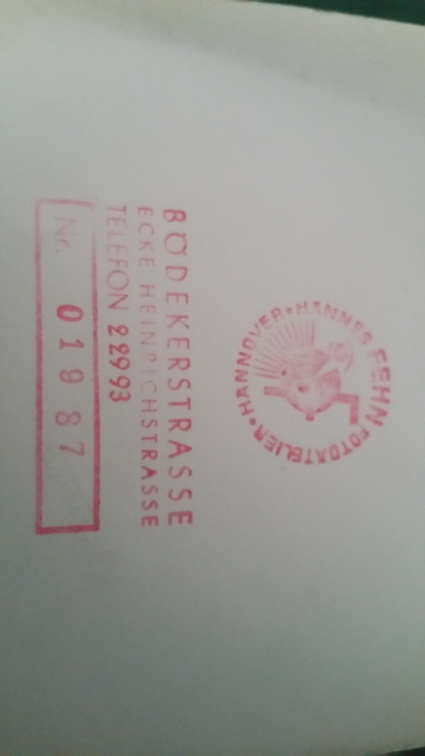 HANNES FEHN FOTOATELIER • HANNOVER •
BÖDEKERSTRASSE
ECKE HEINRICHSTRASSE
TELEFON 22993
Nr. 01987